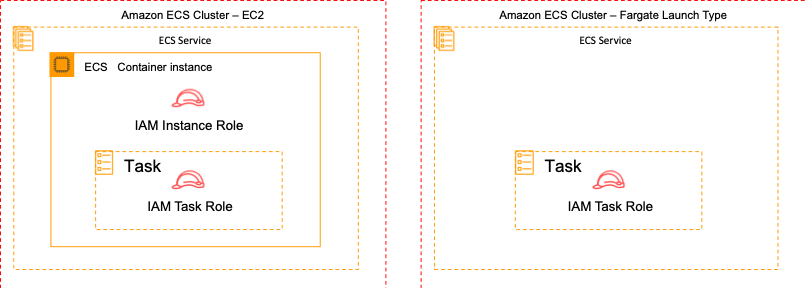 Amazon ECS Cluster – EC2
ECS Service
ECS Container instance
IAM Instance Role
Task
IAM Task Role
Amazon ECS Cluster – Fargate Launch Type
ECS Service
Task
IAM Task Role